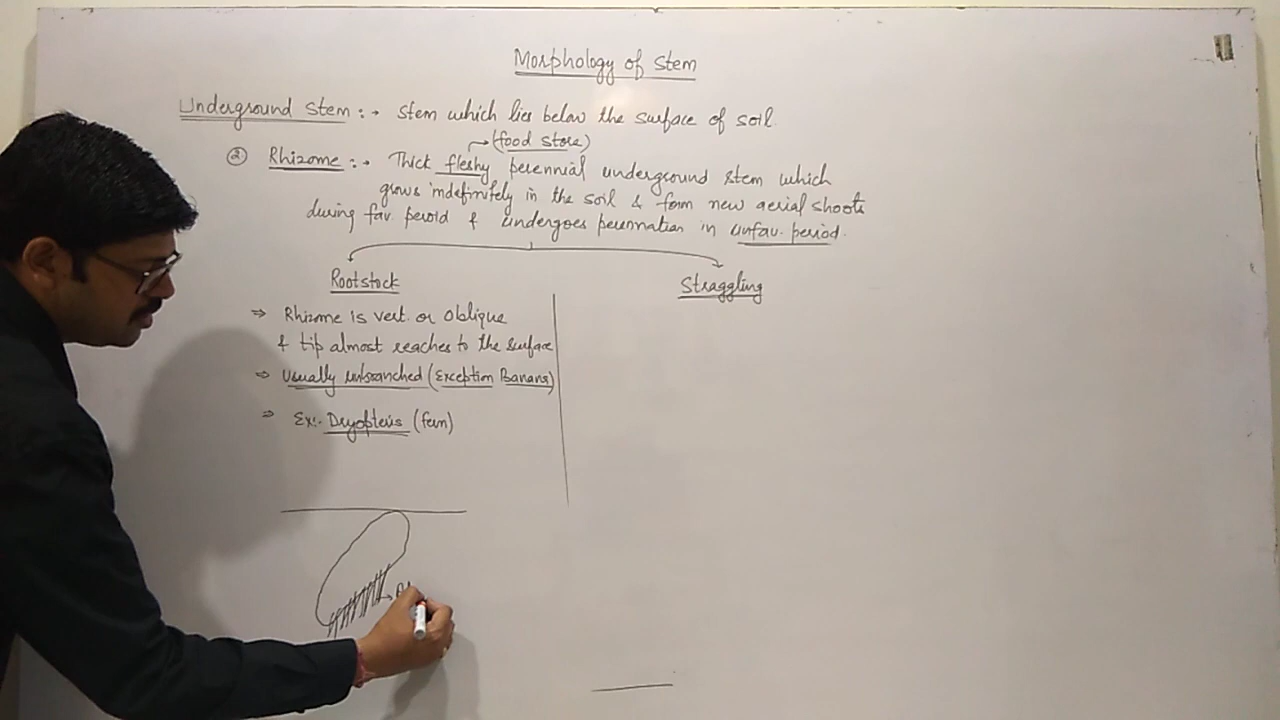 Morphology of Stem
Underground Stem :→ Stem which lies below the surface of soil
→(food store)
② Rhizome :→ Thick fleshy perennial underground stem which
grows indefinitely in the soil & form new aerial shoots
during fav. peroid & undergoes perennation in unfav. period.
Rootstock
Straggling
⇒ Rhizome is vert. or oblique
& tip almost reaches to the surface
⇒ Usually unbranched (Exception Banana)
⇒ Ex:- Dryopteris (fern)